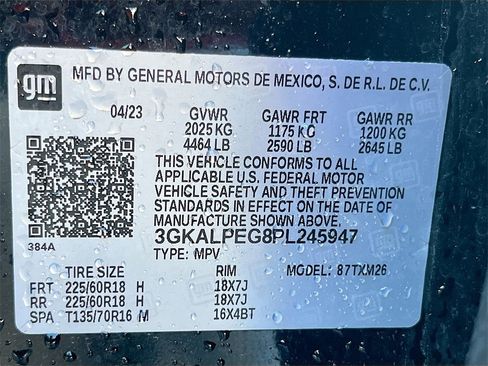 gm
MFD BY GENERAL MOTORS DE MEXICO, S. DE R.L. DE C.V.
04/23 GVWR GAWR FRT GAWR RR
2025 KG 1175 KG 1200 KG
4464 LB 2590 LB 2645 LB
THIS VEHICLE CONFORMS TO ALL
APPLICABLE U.S. FEDERAL MOTOR
VEHICLE SAFETY AND THEFT PREVENTION
STANDARDS IN EFFECT ON THE DATE OF
MANUFACTURE SHOWN ABOVE.
384A 3GKALPEG8PL245947
TYPE: MPV MODEL: 87TXM26
TIRE SIZE RIM
FRT 225/60R18 H 18X7J
RR 225/60R18 H 18X7J
SPA T135/70R16 M 16X4BT